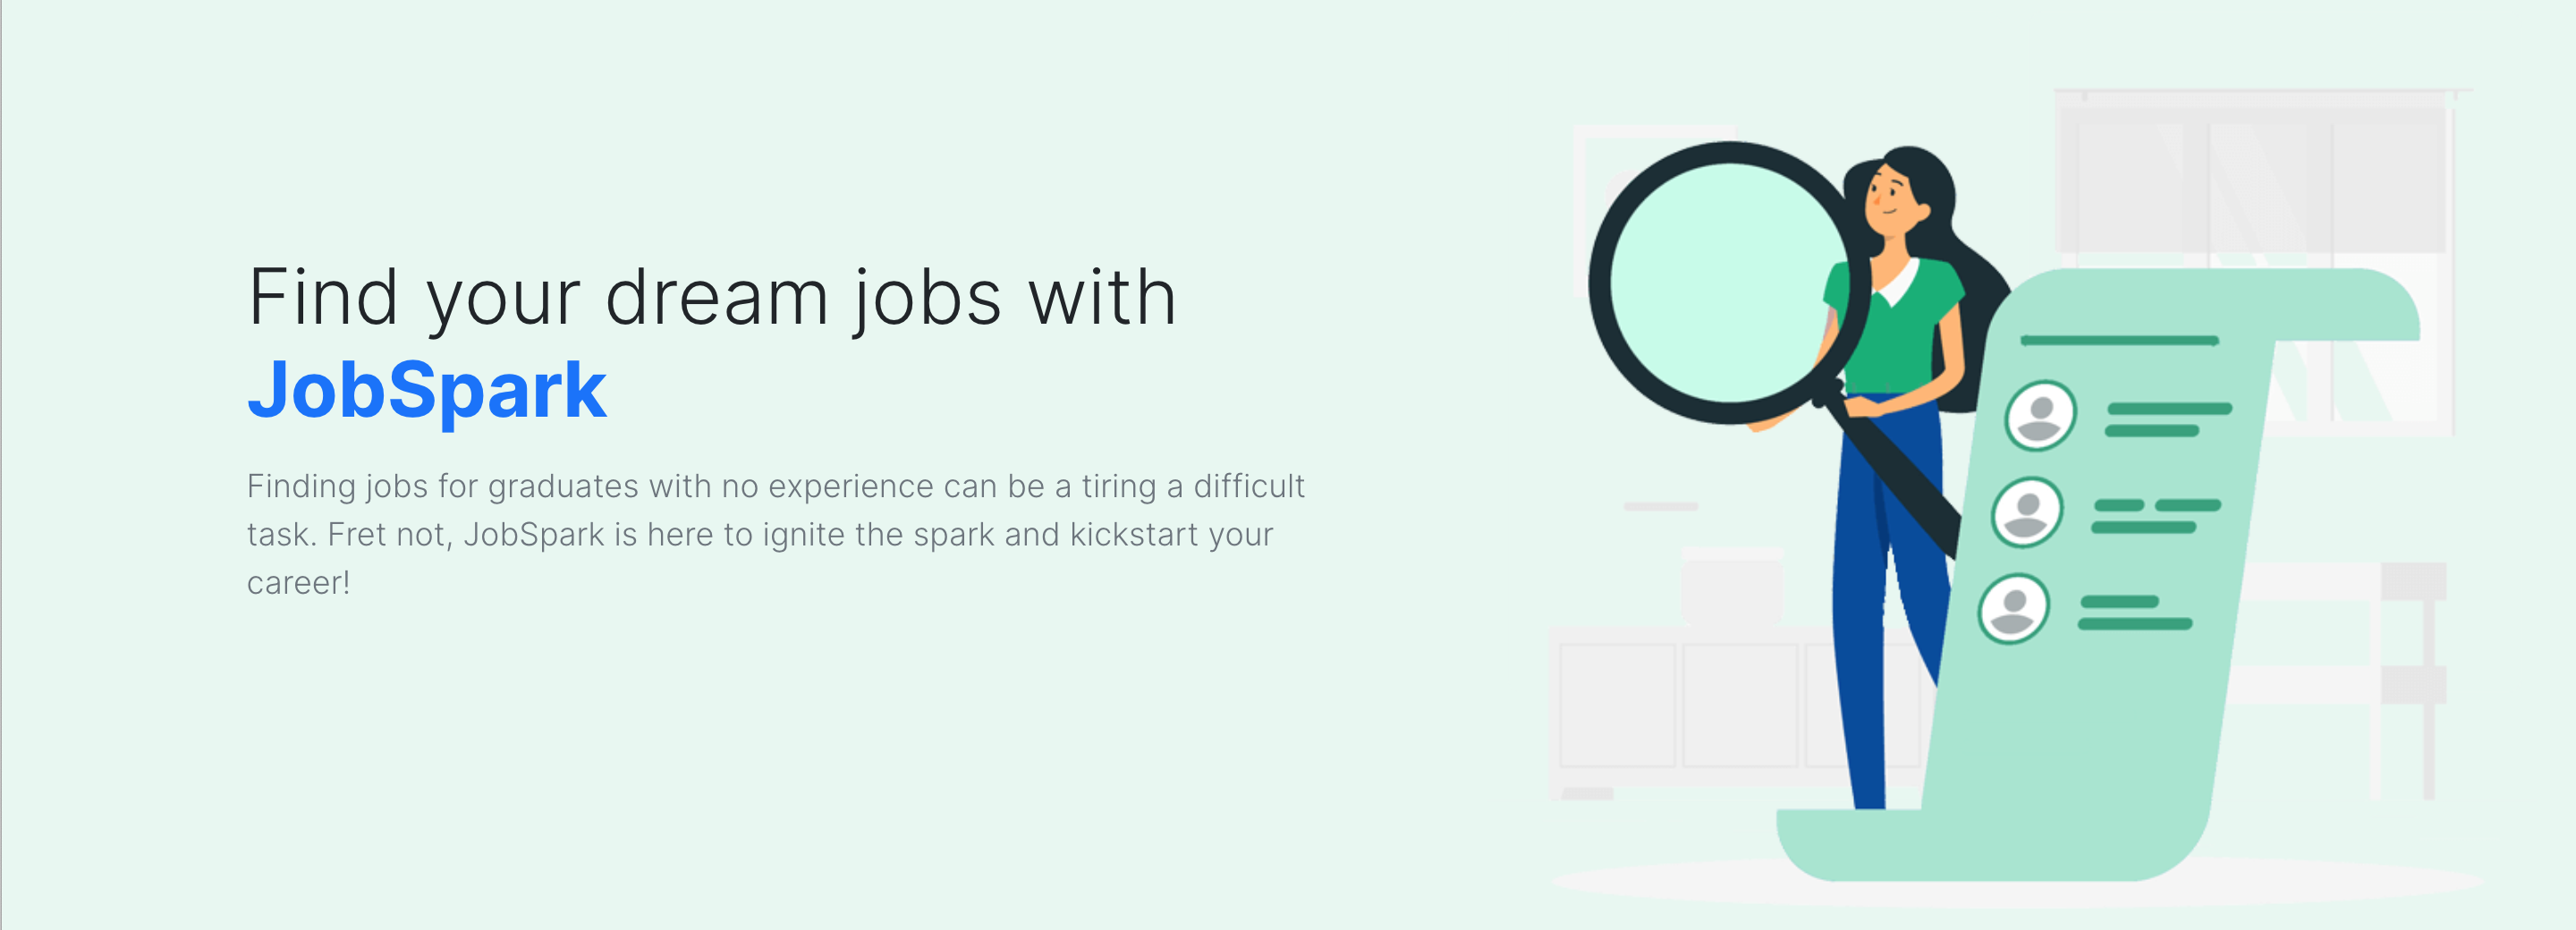 Find your dream jobs with
JobSpark
Finding jobs for graduates with no experience can be a tiring a difficult
task. Fret not, JobSpark is here to ignite the spark and kickstart your
career!